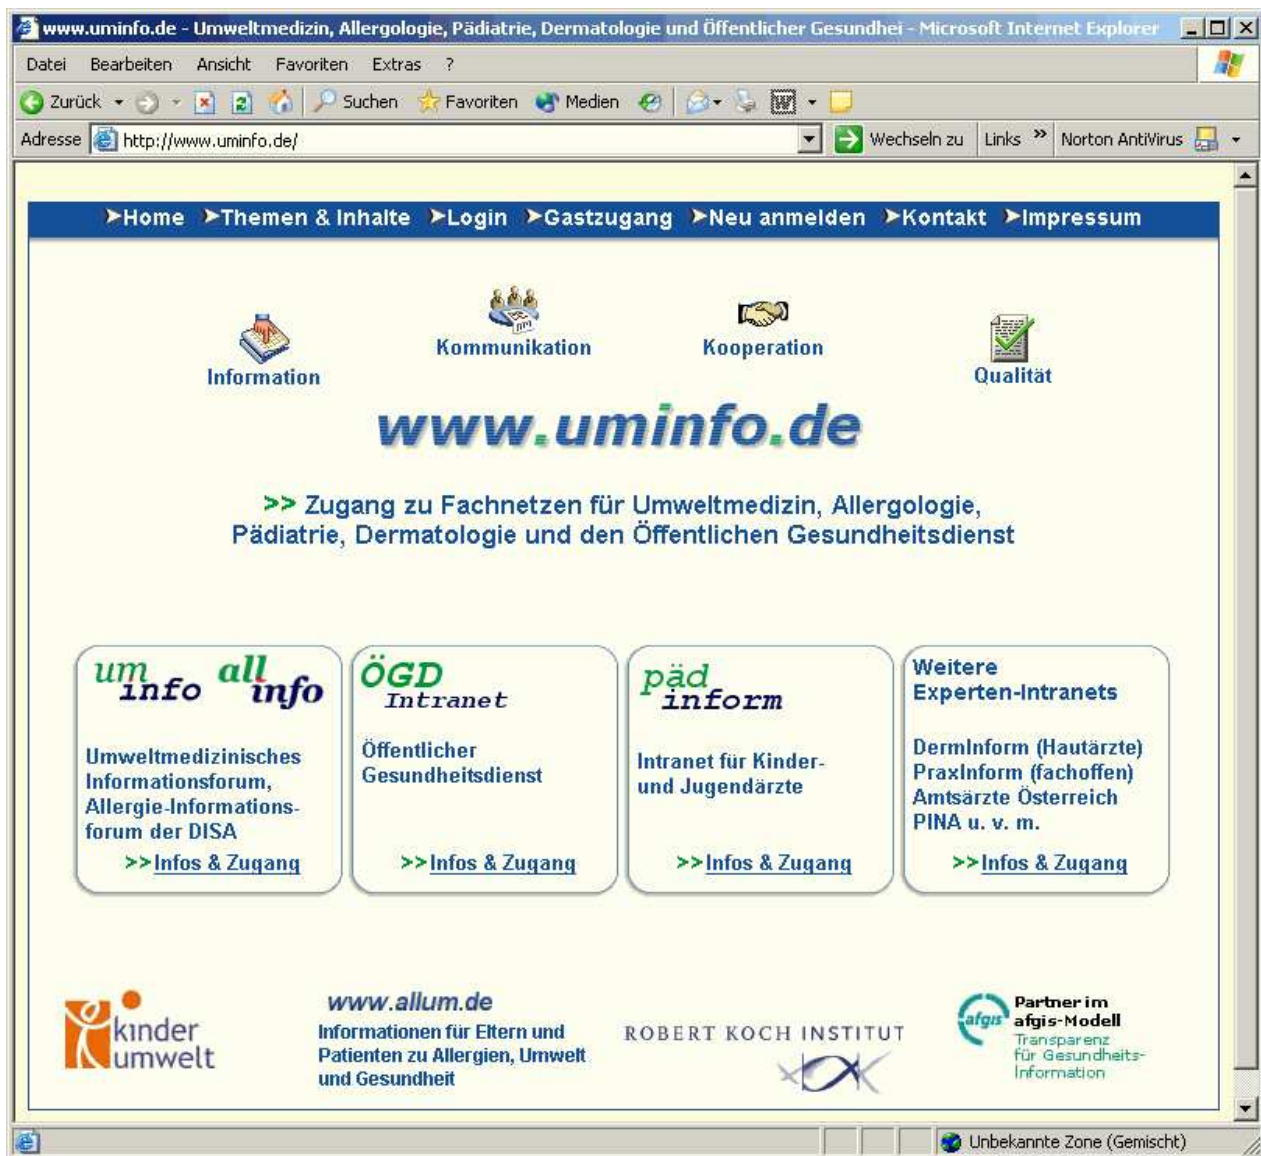 www.uminfo.de - Umweltmedizin, Allergologie, Pädiatrie, Dermatologie und Öffentlicher Gesundhei - Microsoft Internet Explorer
Datei Bearbeiten Ansicht Favoriten Extras ?
Zurück Suchen Favoriten Medien
Adresse http://www.uminfo.de/ Wechseln zu Links » Norton AntiVirus
➤Home ➤Themen & Inhalte ➤Login ➤Gastzugang ➤Neu anmelden ➤Kontakt ➤Impressum
Kommunikation Kooperation
Information Qualität
www.uminfo.de
>> Zugang zu Fachnetzen für Umweltmedizin, Allergologie,
Pädiatrie, Dermatologie und den Öffentlichen Gesundheitsdienst
um info all info
Umweltmedizinisches
Informationsforum,
Allergie-Informations-
forum der DISA
>>Infos & Zugang
ÖGD
Intranet
Öffentlicher
Gesundheitsdienst
>>Infos & Zugang
päd
inform
Intranet für Kinder-
und Jugendärzte
>>Infos & Zugang
Weitere
Experten-Intranets
DermInform (Hautärzte)
PraxInform (fachoffen)
Amtsärzte Österreich
PINA u. v. m.
>>Infos & Zugang
kinder
umwelt
www.allum.de
Informationen für Eltern und
Patienten zu Allergien, Umwelt
und Gesundheit
ROBERT KOCH INSTITUT
afgis
Partner im
afgis-Modell
Transparenz
für Gesundheits-
Information
Unbekannte Zone (Gemischt)